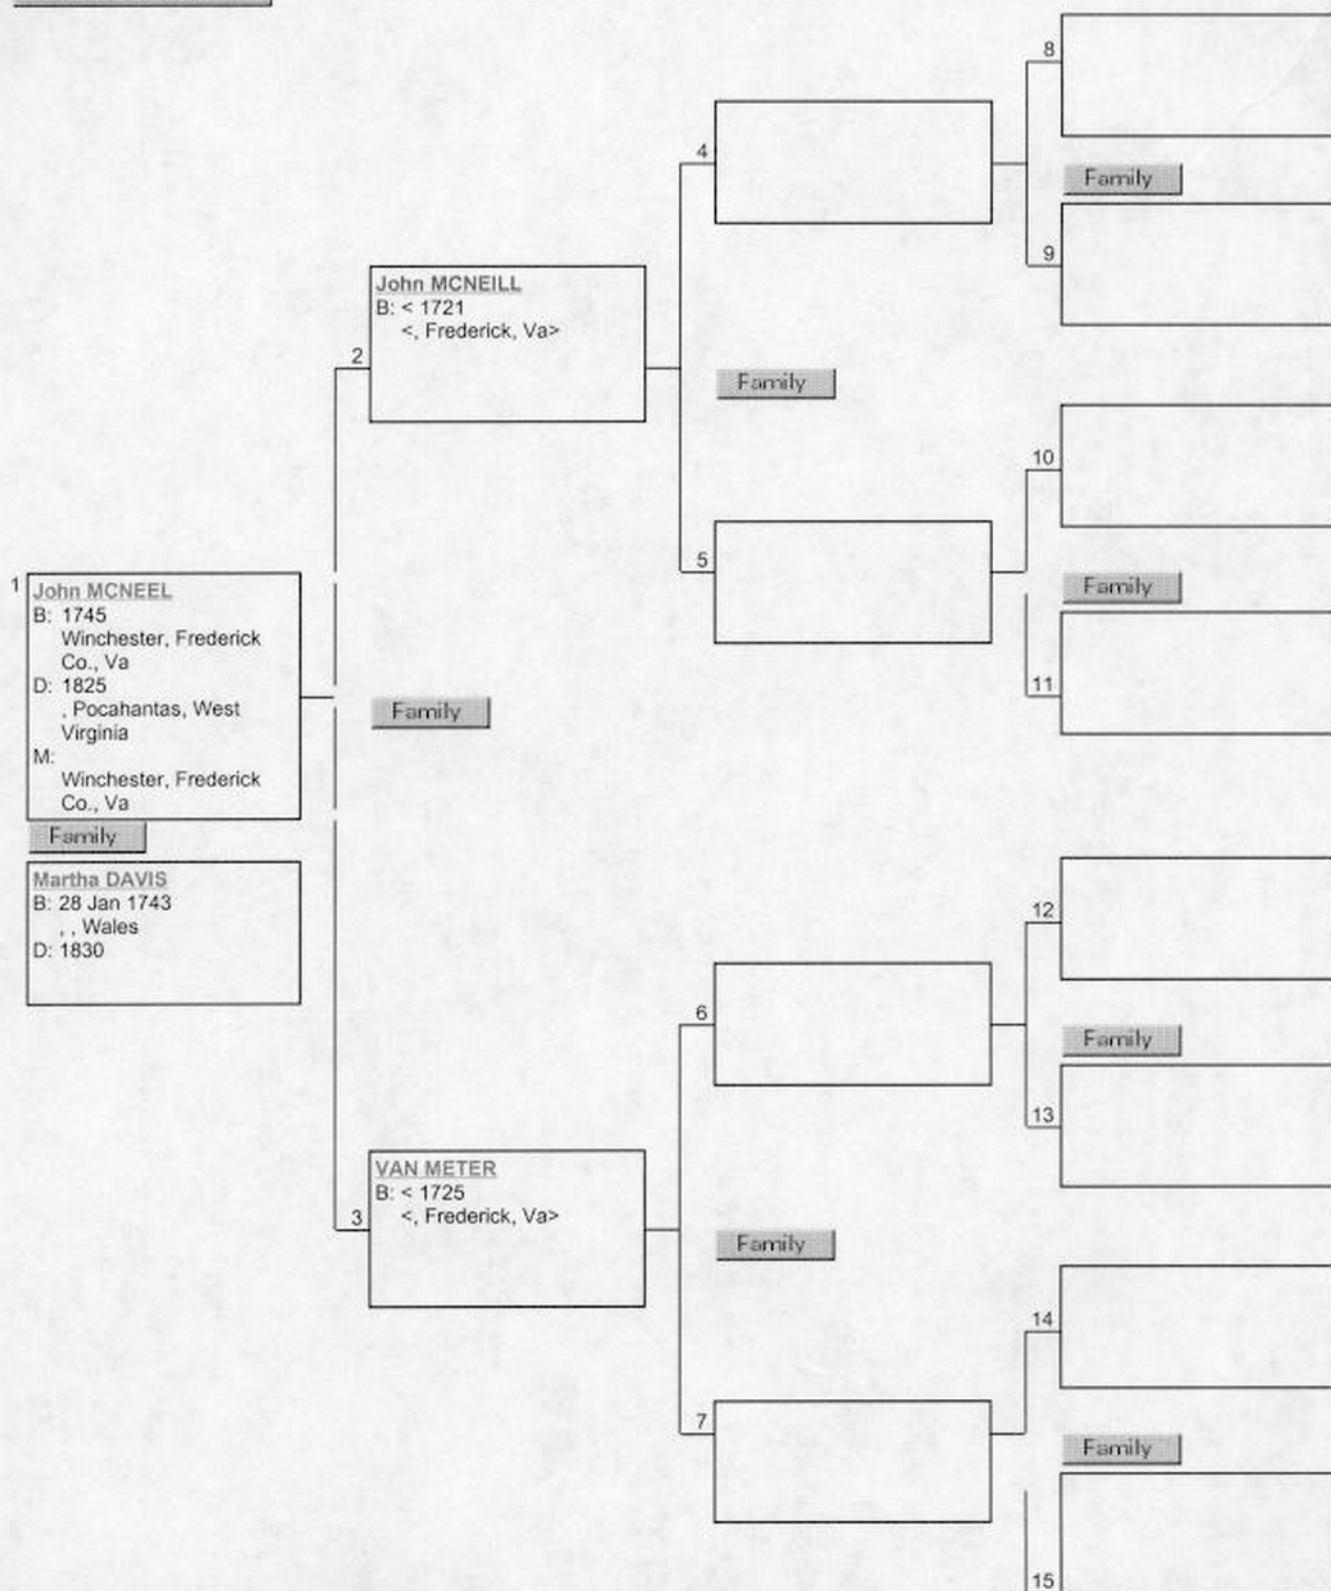 1
John MCNEEL
B: 1745
Winchester, Frederick
Co., Va
D: 1825
, Pocahantas, West
Virginia
M:
Winchester, Frederick
Co., Va
Family
Martha DAVIS
B: 28 Jan 1743
, , Wales
D: 1830
2
John MCNEILL
B: < 1721
<, Frederick, Va>
Family
3
VAN METER
B: < 1725
<, Frederick, Va>
4
Family
5
6
Family
7
8
Family
9
10
Family
11
12
Family
13
14
Family
15